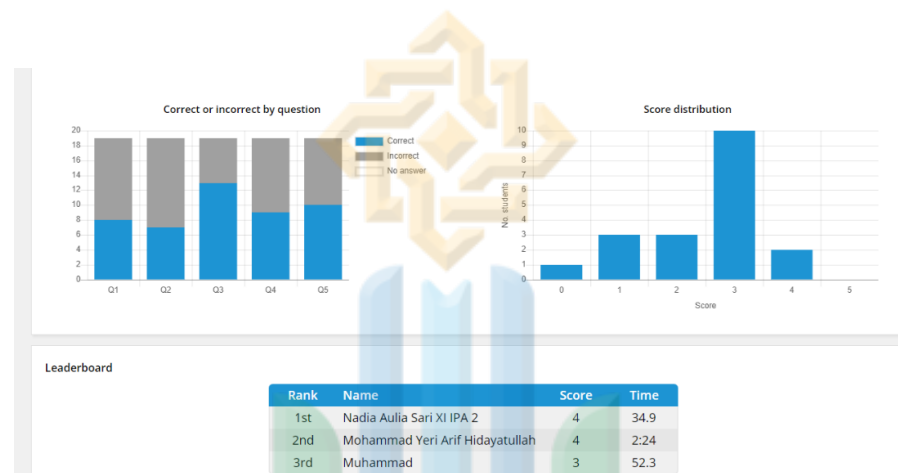 Correct or incorrect by question
20
18
16
14
12
10
8
6
4
2
0
Q1 Q2 Q3 Q4 Q5
Correct
Incorrect
No answer
Score distribution
No. students
10
9
8
7
6
5
4
3
2
1
0
0 1 2 3 4 5
Score
Leaderboard
Rank Name Score Time
1st Nadia Aulia Sari XI IPA 2 4 34.9
2nd Mohammad Yeri Arif Hidayatullah 4 2:24
3rd Muhammad 3 52.3